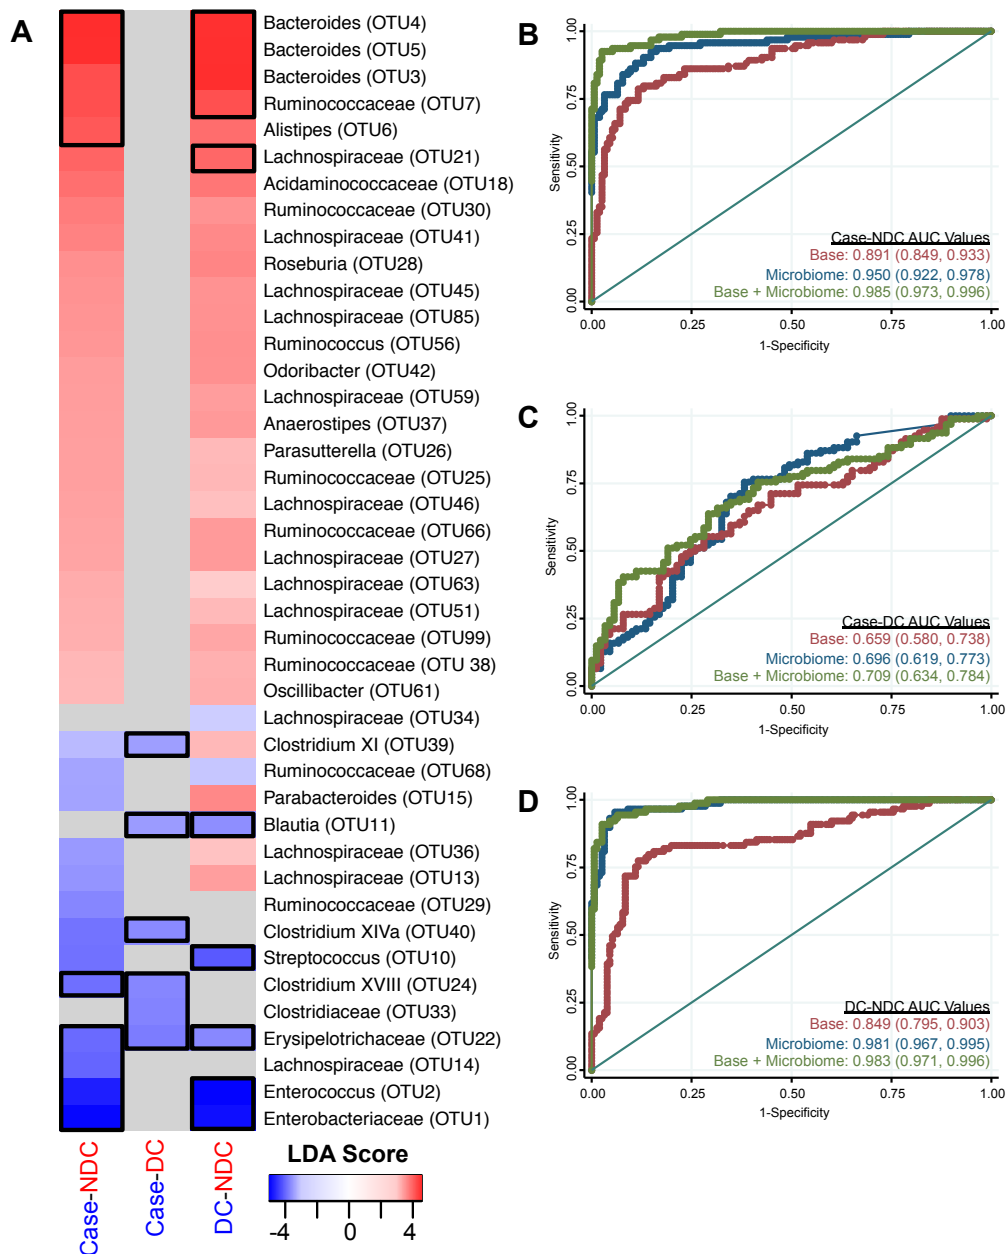 A
Bacteroides (OTU4)
Bacteroides (OTU5)
Bacteroides (OTU3)
Ruminococcaceae (OTU7)
Alistipes (OTU6)
Lachnospiraceae (OTU21)
Acidaminococcaceae (OTU18)
Ruminococcaceae (OTU30)
Lachnospiraceae (OTU41)
Roseburia (OTU28)
Lachnospiraceae (OTU45)
Lachnospiraceae (OTU85)
Ruminococcus (OTU56)
Odoribacter (OTU42)
Lachnospiraceae (OTU59)
Anaerostipes (OTU37)
Parasutterella (OTU26)
Ruminococcaceae (OTU25)
Lachnospiraceae (OTU46)
Ruminococcaceae (OTU66)
Lachnospiraceae (OTU27)
Lachnospiraceae (OTU63)
Lachnospiraceae (OTU51)
Ruminococcaceae (OTU99)
Ruminococcaceae (OTU 38)
Oscillibacter (OTU61)
Lachnospiraceae (OTU34)
Clostridium XI (OTU39)
Ruminococcaceae (OTU68)
Parabacteroides (OTU15)
Blautia (OTU11)
Lachnospiraceae (OTU36)
Lachnospiraceae (OTU13)
Ruminococcaceae (OTU29)
Clostridium XIVa (OTU40)
Streptococcus (OTU10)
Clostridium XVIII (OTU24)
Clostridiaceae (OTU33)
Erysipelotrichaceae (OTU22)
Lachnospiraceae (OTU14)
Enterococcus (OTU2)
Enterobacteriaceae (OTU1)
Case-NDC
Case-DC
DC-NDC
LDA Score
-4 0 4
B
Sensitivity
1.00
0.75
0.50
0.25
0.00
Case-NDC AUC Values
Base: 0.891 (0.849, 0.933)
Microbiome: 0.950 (0.922, 0.978)
Base + Microbiome: 0.985 (0.973, 0.996)
0.00 0.25 0.50 0.75 1.00
1-Specificity
C
Sensitivity
1.00
0.75
0.50
0.25
0.00
Case-DC AUC Values
Base: 0.659 (0.580, 0.738)
Microbiome: 0.696 (0.619, 0.773)
Base + Microbiome: 0.709 (0.634, 0.784)
0.00 0.25 0.50 0.75 1.00
1-Specificity
D
Sensitivity
1.00
0.75
0.50
0.25
0.00
DC-NDC AUC Values
Base: 0.849 (0.795, 0.903)
Microbiome: 0.981 (0.967, 0.995)
Base + Microbiome: 0.983 (0.971, 0.996)
0.00 0.25 0.50 0.75 1.00
1-Specificity